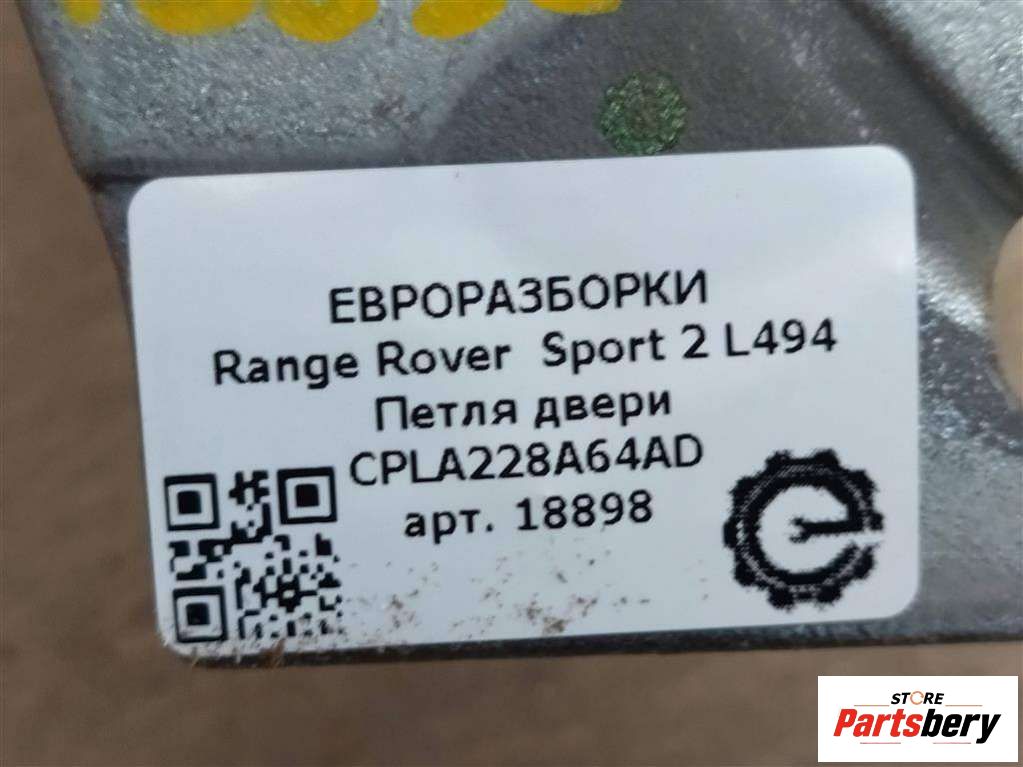 ЕВРОРАЗБОРКИ
Range Rover Sport 2 L494
Петля двери
CPLA228A64AD
арт. 18898
STORE
Partsbery